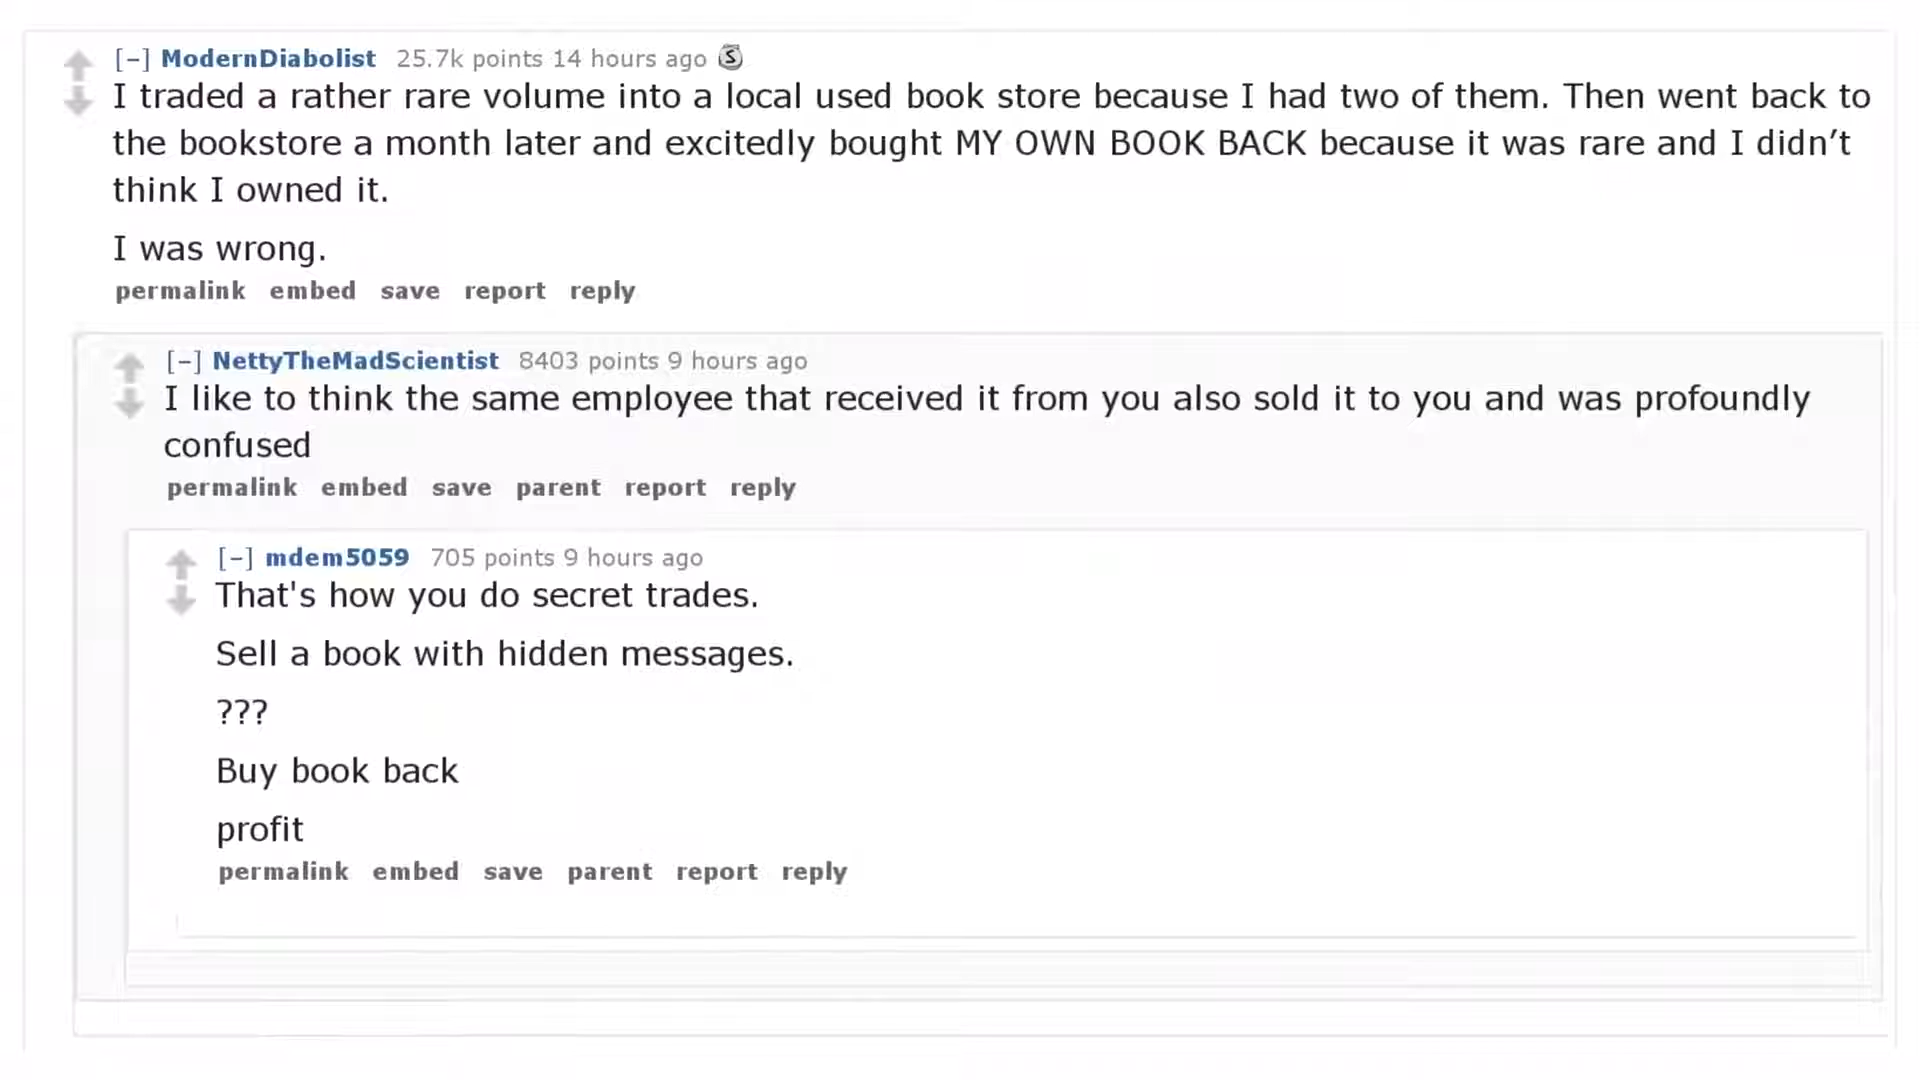 [–] ModernDiabolist 25.7k points 14 hours ago S
I traded a rather rare volume into a local used book store because I had two of them. Then went back to
the bookstore a month later and excitedly bought MY OWN BOOK BACK because it was rare and I didn’t
think I owned it.
I was wrong.
permalink embed save report reply
[–] NettyTheMadScientist 8403 points 9 hours ago
I like to think the same employee that received it from you also sold it to you and was profoundly
confused
permalink embed save parent report reply
[–] mdem5059 705 points 9 hours ago
That's how you do secret trades.
Sell a book with hidden messages.
???
Buy book back
profit
permalink embed save parent report reply